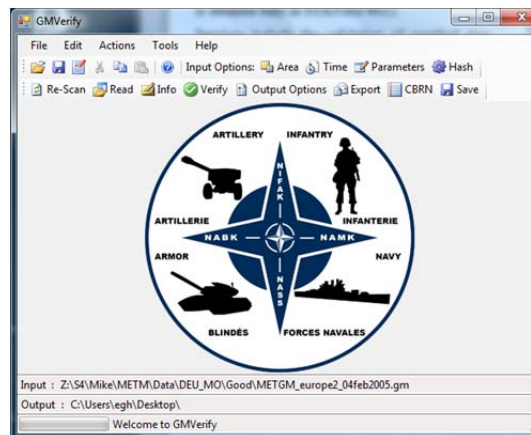 GMVerify
File Edit Actions Tools Help
Input Options: Area Time Parameters Hash
Re-Scan Read Info Verify Output Options Export CBRN Save
ARTILLERY INFANTRY
NIFAK
ARTILLERIE INFANTERIE
NABK NAMK
ARMOR NAVY
NASS
BLINDÉS FORCES NAVALES
Input : Z:\S4\Mike\METM\Data\DEU_MO\Good\METGM_europe2_04feb2005.gm
Output : C:\Users\egh\Desktop\
Welcome to GMVerify